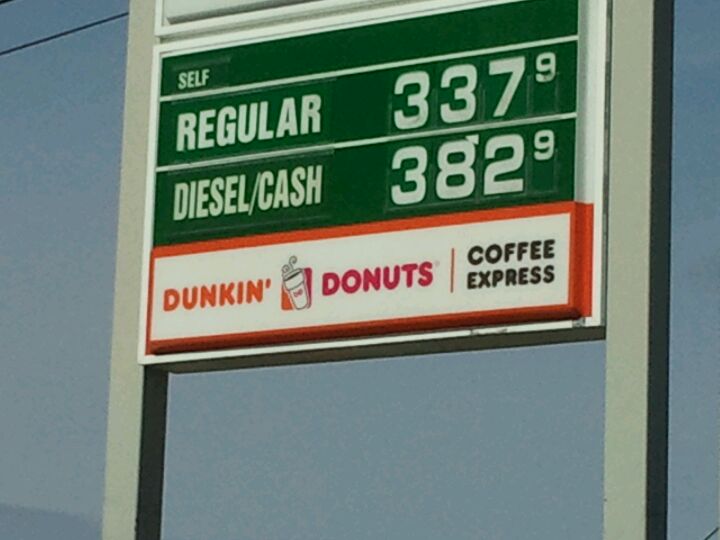 SELF
REGULAR 337 9
DIESEL/CASH 382 9
DUNKIN' DONUTS COFFEE
EXPRESS